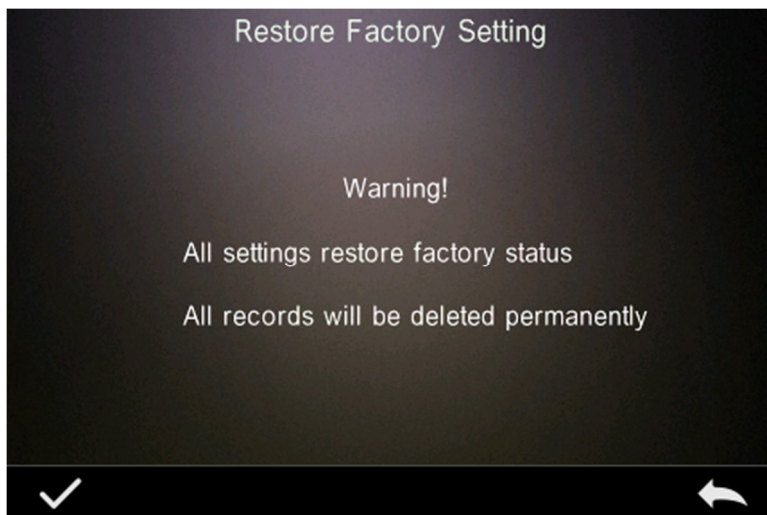 Restore Factory Setting
Warning!
All settings restore factory status
All records will be deleted permanently